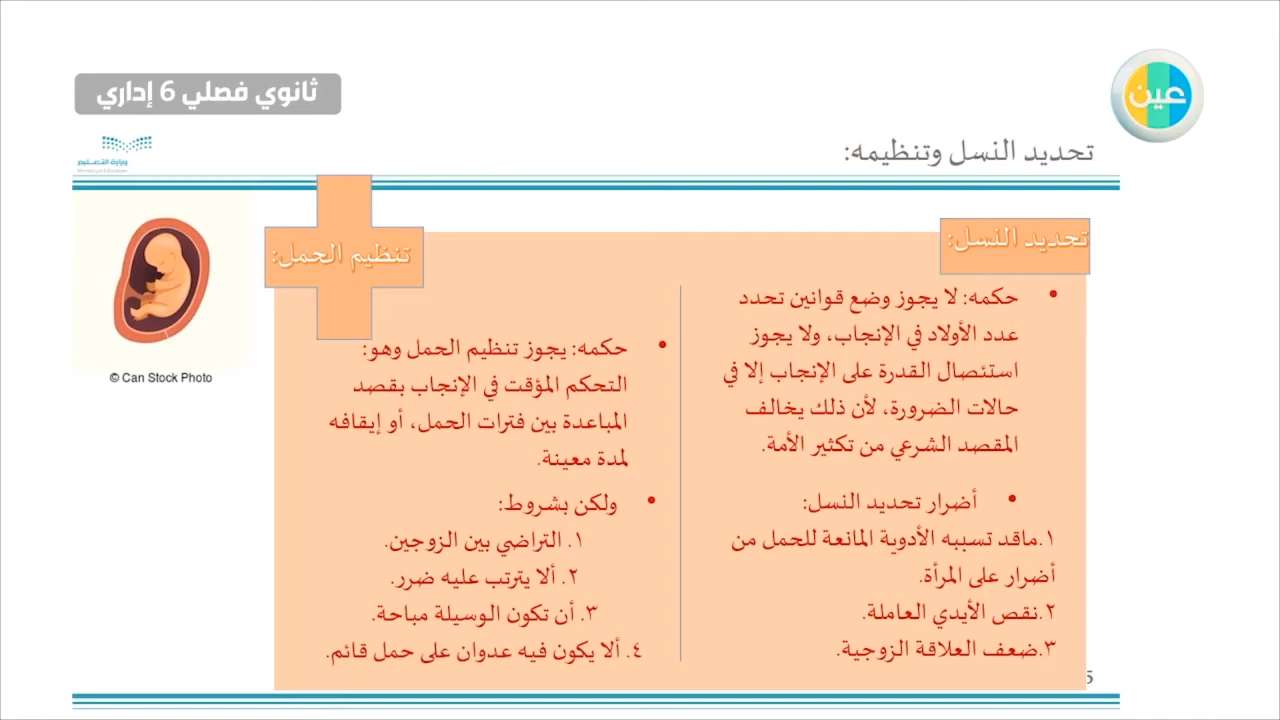 ثانوي فصلي 6 إداري
عين
وزارة التعليم
Ministry of Education
تحديد النسل وتنظيمه:
تحديد النسل:
• حكمه: لا يجوز وضع قوانين تحدد
عدد الأولاد في الإنجاب، ولا يجوز
استئصال القدرة على الإنجاب إلا في
حالات الضرورة، لأن ذلك يخالف
المقصد الشرعي من تكثير الأمة.
• أضرار تحديد النسل:
١.ماقد تسببه الأدوية المانعة للحمل من
أضرار على المرأة.
٢.نقص الأيدي العاملة.
٣.ضعف العلاقة الزوجية.
تنظيم الحمل:
• حكمه: يجوز تنظيم الحمل وهو:
التحكم المؤقت في الإنجاب بقصد
المباعدة بين فترات الحمل، أو إيقافه
لمدة معينة.
• ولكن بشروط:
١. التراضي بين الزوجين.
٢. ألا يترتب عليه ضرر.
٣. أن تكون الوسيلة مباحة.
٤. ألا يكون فيه عدوان على حمل قائم.
© Can Stock Photo